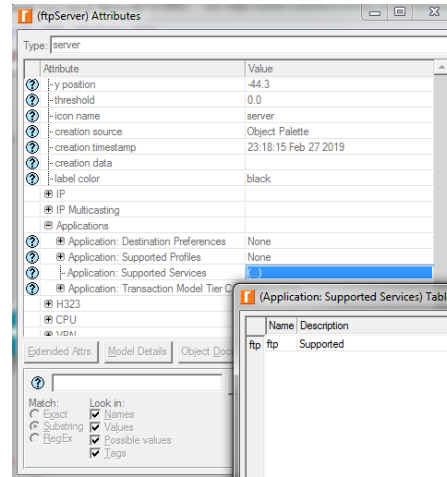 (ftpServer) Attributes
Type: server
Attribute Value
y position -44.3
threshold 0.0
icon name server
creation source Object Palette
creation timestamp 23:18:15 Feb 27 2019
creation data
label color black
IP
IP Multicasting
Applications
Application: Destination Preferences None
Application: Supported Profiles None
Application: Supported Services (...)
Application: Transaction Model Tier C
H323
CPU
VPN
(Application: Supported Services) Tabl
Name Description
ftp ftp Supported
Extended Attrs. Model Details Object Doc
Match: Look in:
Exact Names
Substring Values
RegEx Possible values
Tags